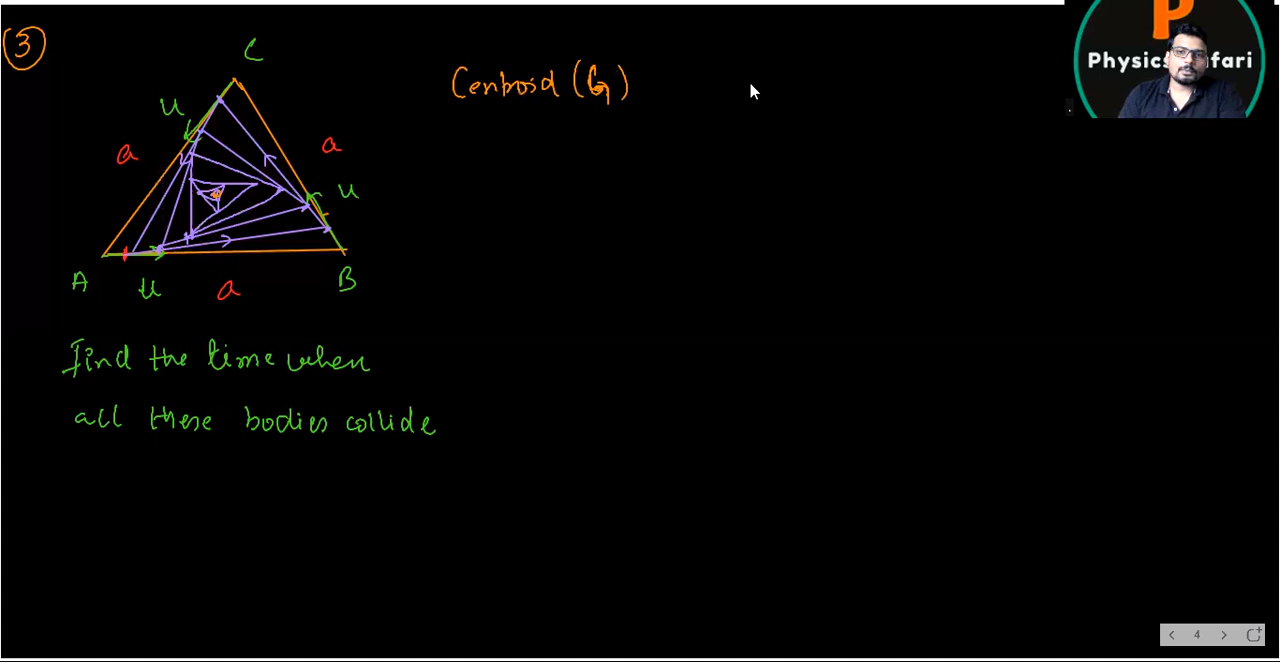 3
C
Centroid (G)
P
Physics fari
u
a
a
u
A
u
a
B
Find the time when
all these bodies collide
4